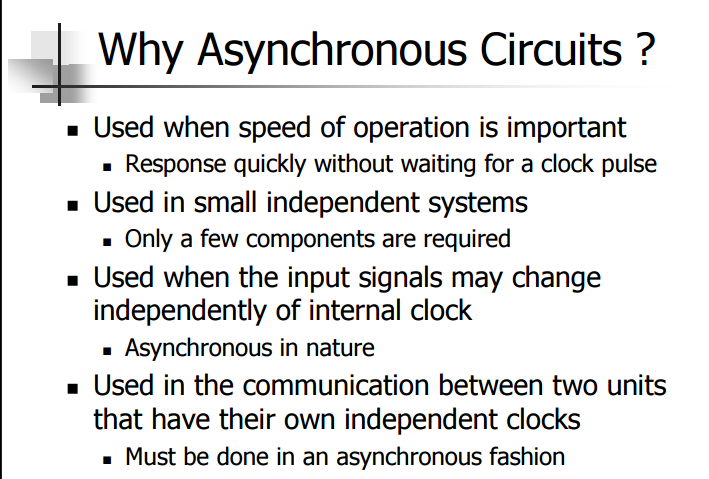 Why Asynchronous Circuits ?
Used when speed of operation is important
Response quickly without waiting for a clock pulse
Used in small independent systems
Only a few components are required
Used when the input signals may change
independently of internal clock
Asynchronous in nature
Used in the communication between two units
that have their own independent clocks
Must be done in an asynchronous fashion